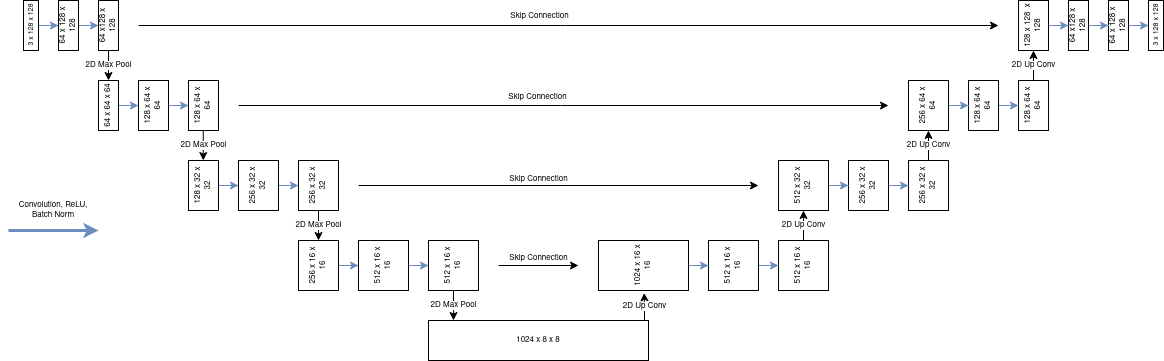 3 x 128 x 128
64 x 128 x
128
64 x128 x
128
Skip Connection
128 x 128 x
128
64 x128 x
128
64 x 128 x
128
3 x 128 x 128
2D Max Pool
2D Up Conv
64 x 64 x 64
128 x 64 x
64
128 x 64 x
64
Skip Connection
256 x 64 x
64
128 x 64 x
64
128 x 64 x
64
2D Max Pool
2D Up Conv
128 x 32 x
32
256 x 32 x
32
256 x 32 x
32
Skip Connection
512 x 32 x
32
256 x 32 x
32
256 x 32 x
32
Convolution, ReLU,
Batch Norm
2D Max Pool
2D Up Conv
256 x 16 x
16
512 x 16 x
16
512 x 16 x
16
Skip Connection
1024 x 16 x
16
512 x 16 x
16
512 x 16 x
16
2D Max Pool
2D Up Conv
1024 x 8 x 8